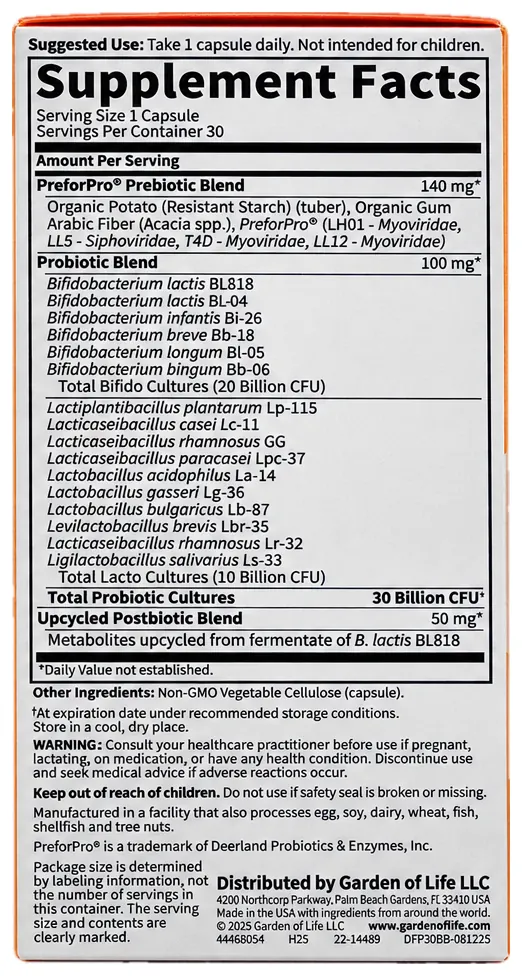 Suggested Use: Take 1 capsule daily. Not intended for children.
Supplement Facts
Serving Size 1 Capsule
Servings Per Container 30
Amount Per Serving
PreforPro® Prebiotic Blend 140 mg*
Organic Potato (Resistant Starch) (tuber), Organic Gum
Arabic Fiber (Acacia spp.), PreforPro® (LH01 - Myoviridae,
LL5 - Siphoviridae, T4D - Myoviridae, LL12 - Myoviridae)
Probiotic Blend 100 mg*
Bifidobacterium lactis BL818
Bifidobacterium lactis BL-04
Bifidobacterium infantis Bi-26
Bifidobacterium breve Bb-18
Bifidobacterium longum Bl-05
Bifidobacterium bingum Bb-06
Total Bifido Cultures (20 Billion CFU)
Lactiplantibacillus plantarum Lp-115
Lacticaseibacillus casei Lc-11
Lacticaseibacillus rhamnosus GG
Lacticaseibacillus paracasei Lpc-37
Lactobacillus acidophilus La-14
Lactobacillus gasseri Lg-36
Lactobacillus bulgaricus Lb-87
Levilactobacillus brevis Lbr-35
Lacticaseibacillus rhamnosus Lr-32
Ligilactobacillus salivarius Ls-33
Total Lacto Cultures (10 Billion CFU)
Total Probiotic Cultures 30 Billion CFU†
Upcycled Postbiotic Blend 50 mg*
Metabolites upcycled from fermentate of B. lactis BL818
*Daily Value not established.
Other Ingredients: Non-GMO Vegetable Cellulose (capsule).
†At expiration date under recommended storage conditions.
Store in a cool, dry place.
WARNING: Consult your healthcare practitioner before use if pregnant,
lactating, on medication, or have any health condition. Discontinue use
and seek medical advice if adverse reactions occur.
Keep out of reach of children. Do not use if safety seal is broken or missing.
Manufactured in a facility that also processes egg, soy, dairy, wheat, fish,
shellfish and tree nuts.
PreforPro® is a trademark of Deerland Probiotics & Enzymes, Inc.
Package size is determined
by labeling information, not
the number of servings in
this container. The serving
size and contents are
clearly marked.
Distributed by Garden of Life LLC
4200 Northcorp Parkway, Palm Beach Gardens, FL 33410 USA
Made in the USA with ingredients from around the world.
© 2025 Garden of Life LLC www.gardenoflife.com
44468054 H2S 22-14489 DFP30BB-08122S